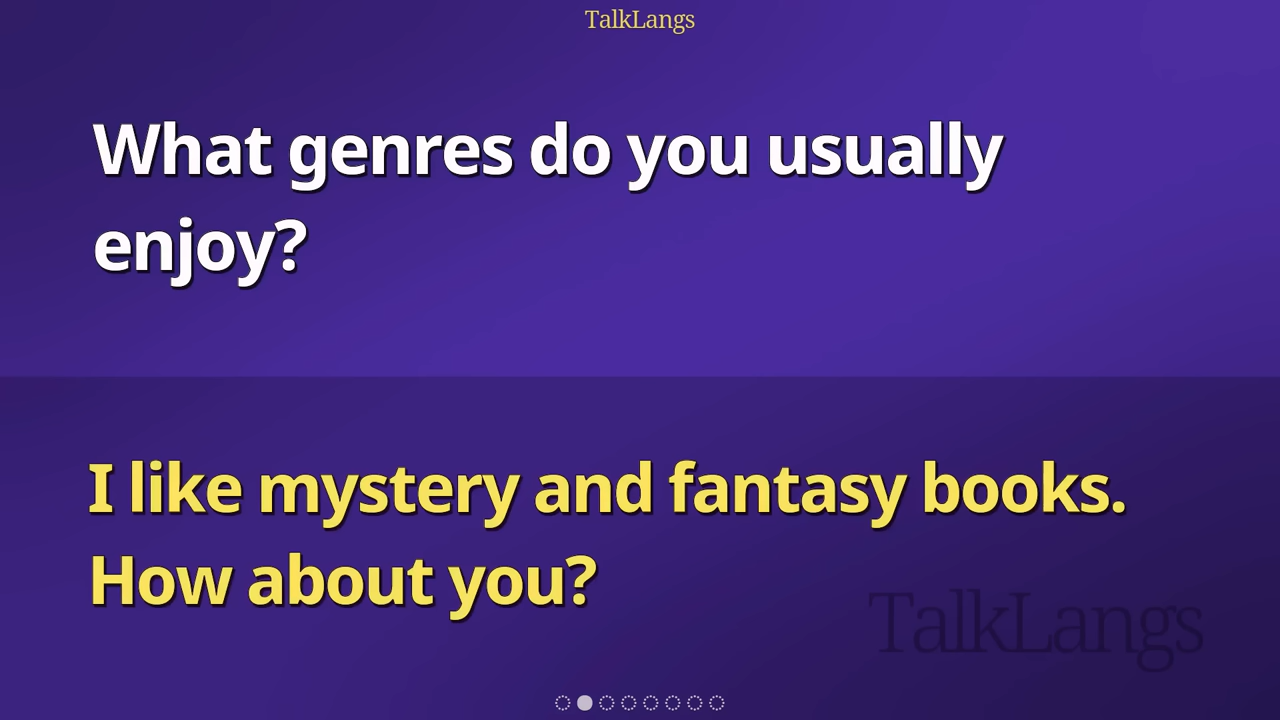 TalkLangs
What genres do you usually
enjoy?
I like mystery and fantasy books.
How about you?
TalkLangs